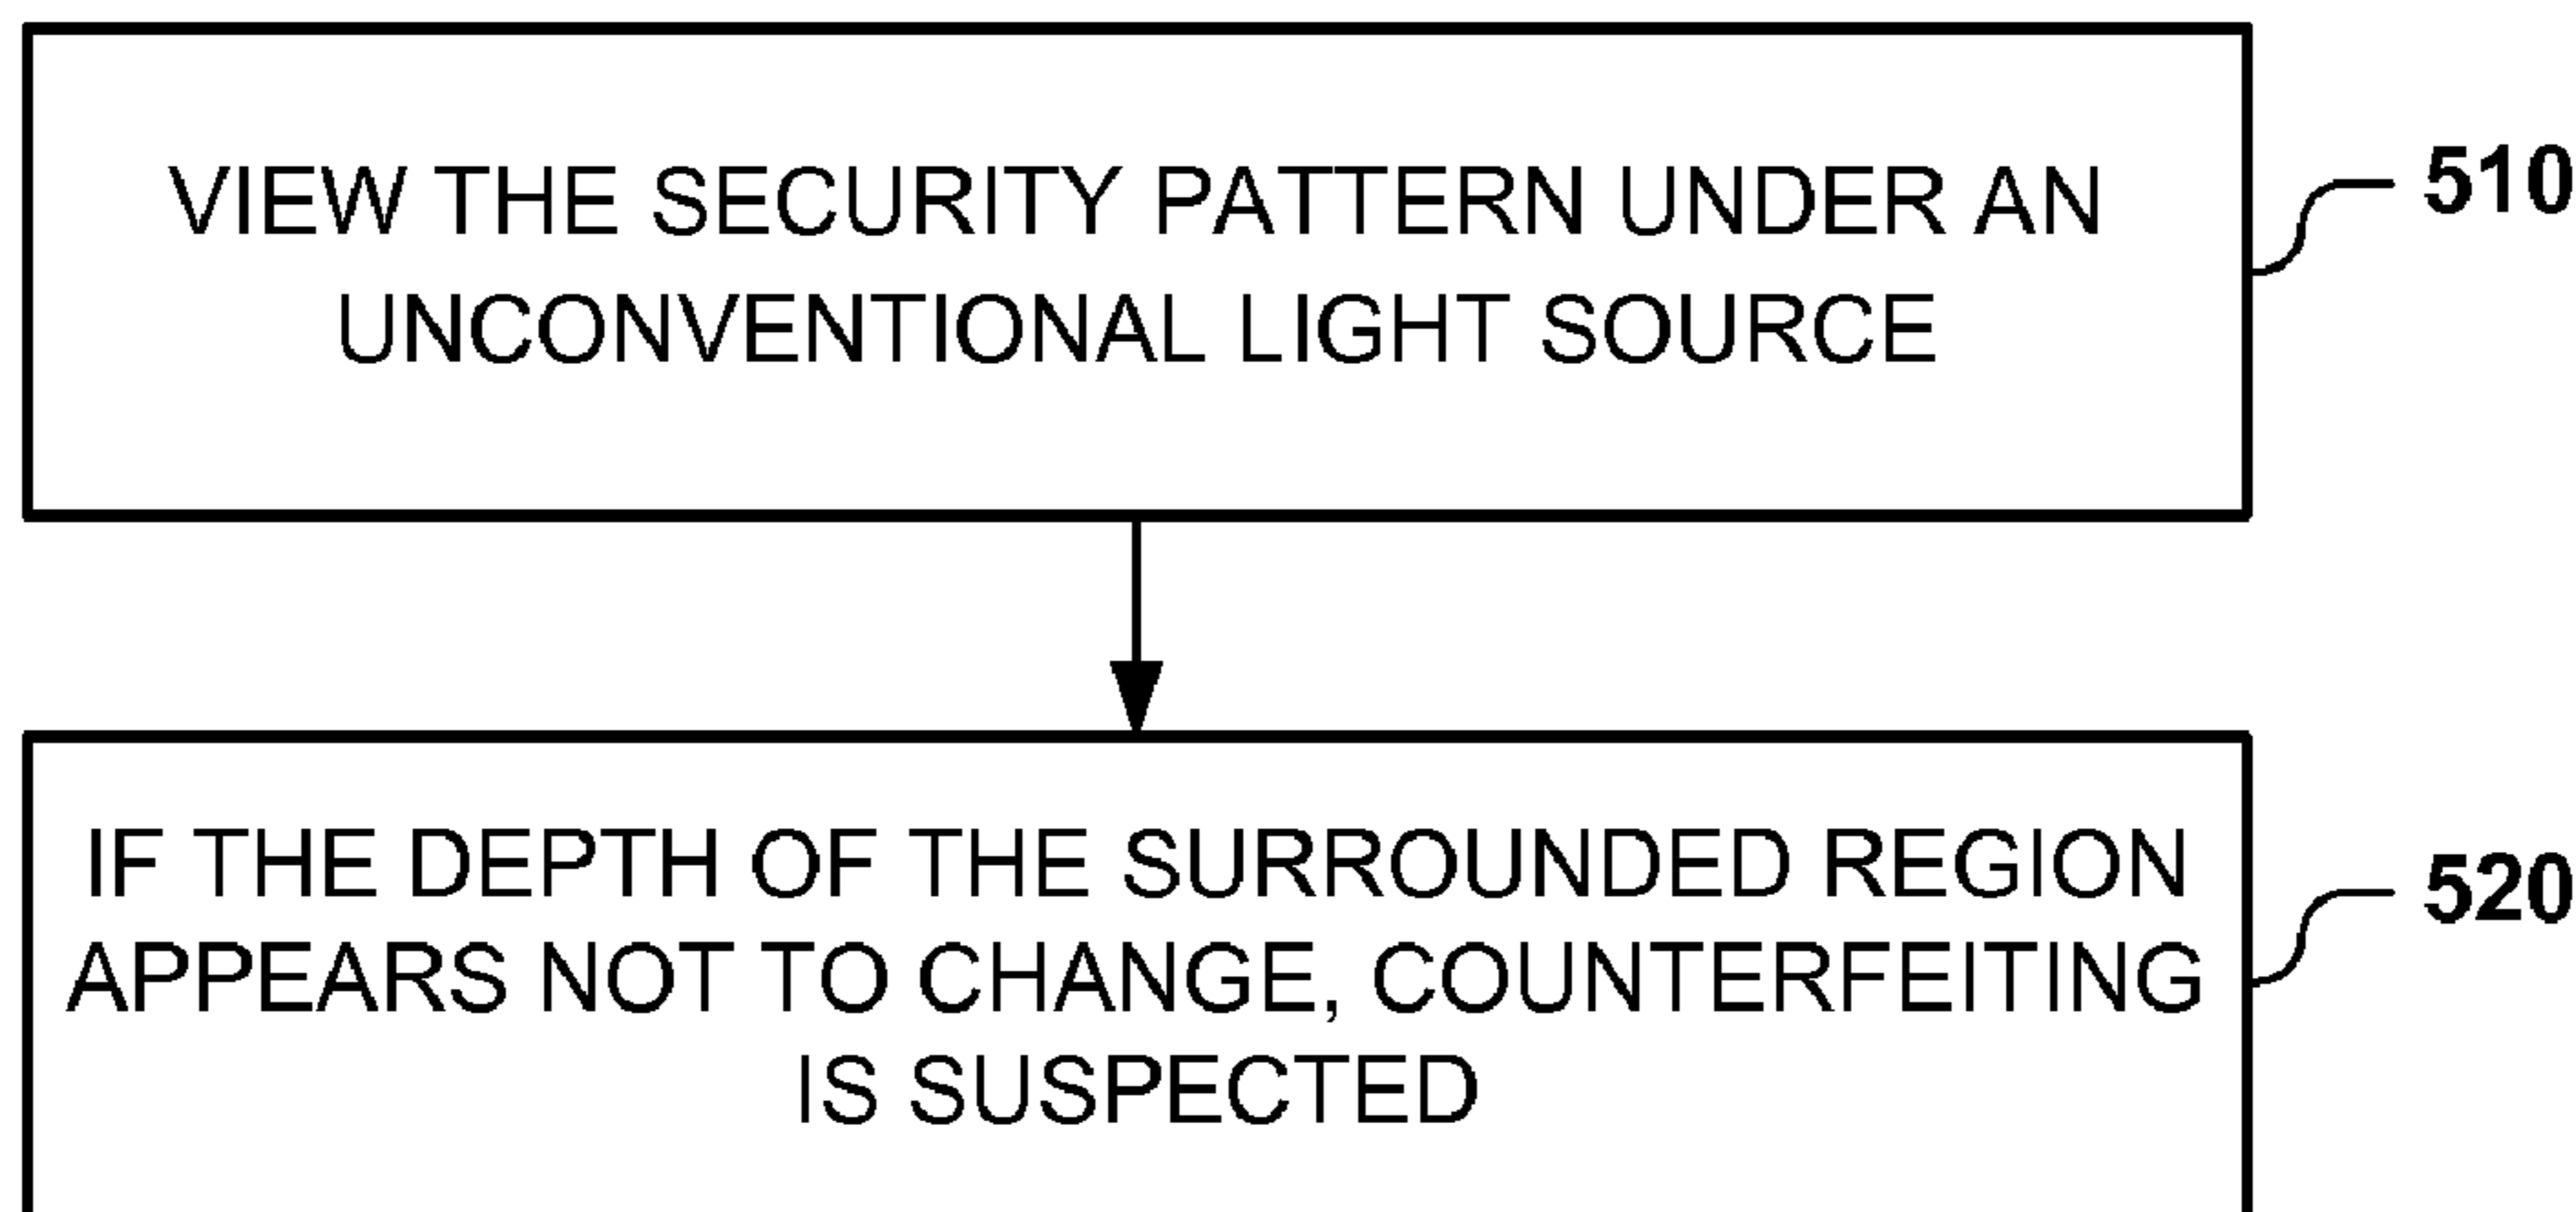 VIEW THE SECURITY PATTERN UNDER AN
UNCONVENTIONAL LIGHT SOURCE
510
IF THE DEPTH OF THE SURROUNDED REGION
APPEARS NOT TO CHANGE, COUNTERFEITING
IS SUSPECTED
520